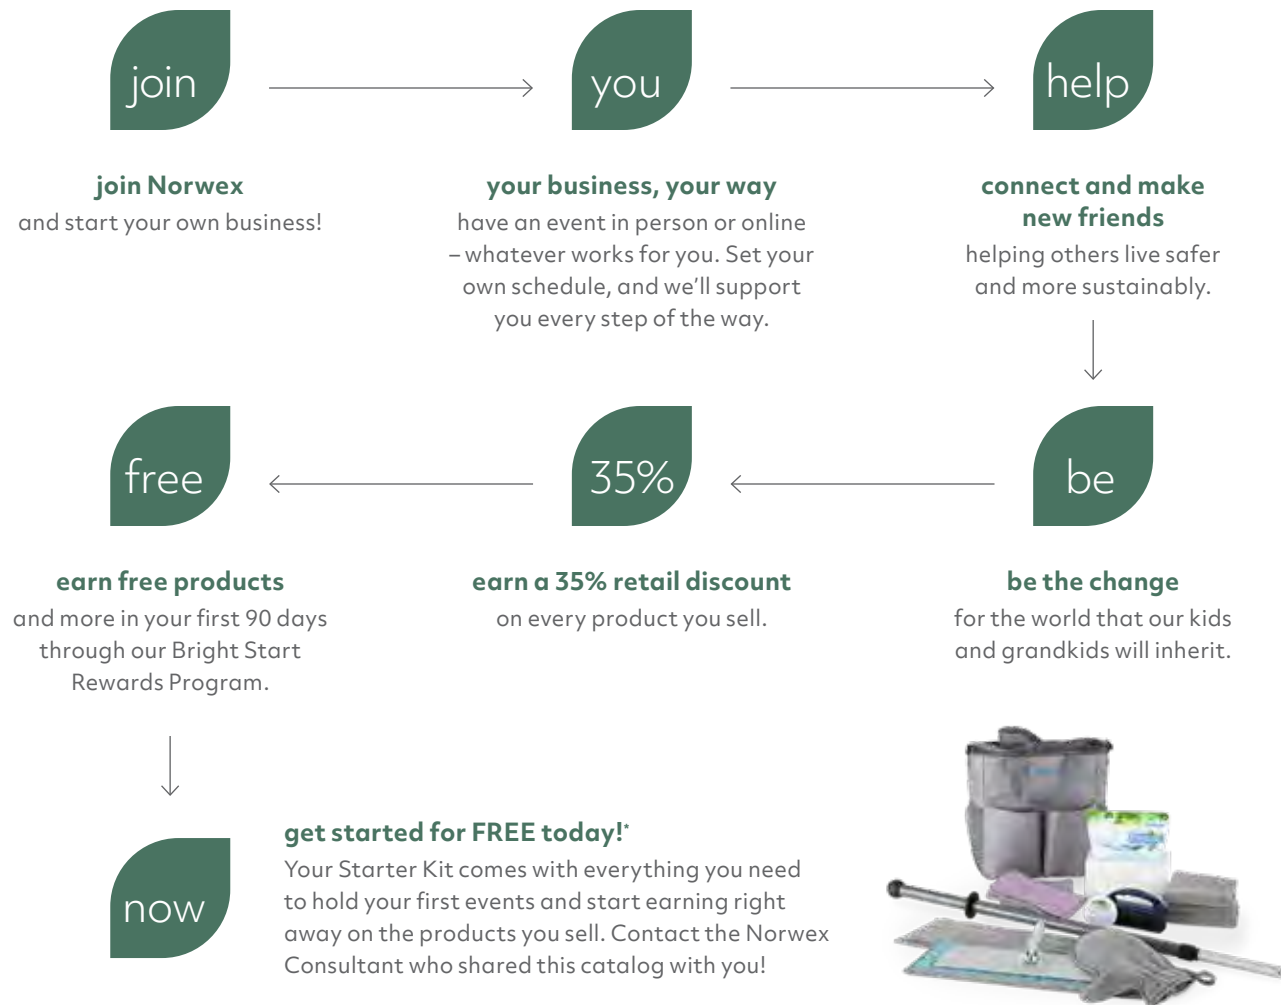 join
you
help
join Norwex
and start your own business!
your business, your way
have an event in person or online
– whatever works for you. Set your
own schedule, and we’ll support
you every step of the way.
connect and make
new friends
helping others live safer
and more sustainably.
be
35%
free
be the change
for the world that our kids
and grandkids will inherit.
earn a 35% retail discount
on every product you sell.
earn free products
and more in your first 90 days
through our Bright Start
Rewards Program.
now
get started for FREE today!*
Your Starter Kit comes with everything you need
to hold your first events and start earning right
away on the products you sell. Contact the Norwex
Consultant who shared this catalog with you!